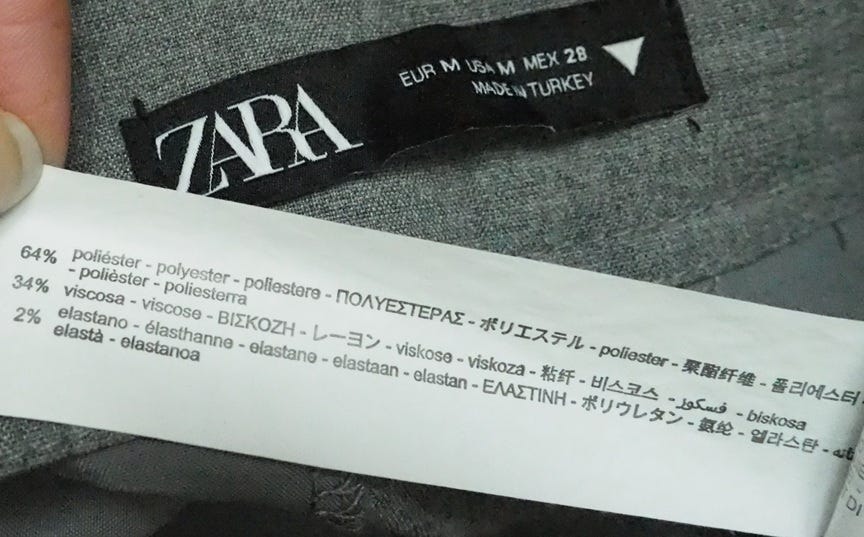 ZARA
EUR M USA M MEX 28
MADE IN TURKEY
64% poliéster - polyester - poliestere - ΠΟΛΥΕΣΤΕΡΑΣ - ポリエステル - poliester - 聚酯纤维 - 폴리에스터
- polièster - poliesterra
34% viscosa - viscose - ΒΙΣΚΟΖΗ - レーヨン - viskose - viskoza - 粘纤 - 비스코스 - فسكوز - biskosa
2% elastano - élasthanne - elastane - elastaan - elastan - ΕΛΑΣΤΙΝΗ - ポリウレタン - 氨纶 - 엘라스탄 -
elastà - elastanoa
DI